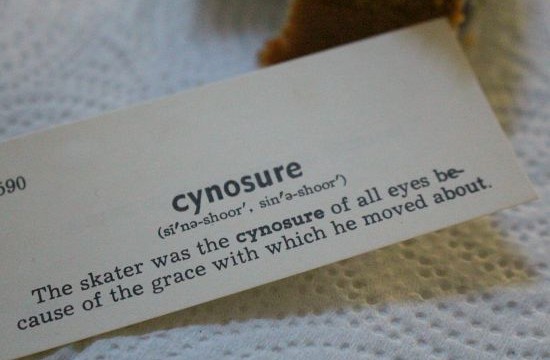 590
cynosure
(sī'nə-shoor', sin'ə-shoor')
The skater was the cynosure of all eyes be-
cause of the grace with which he moved about.